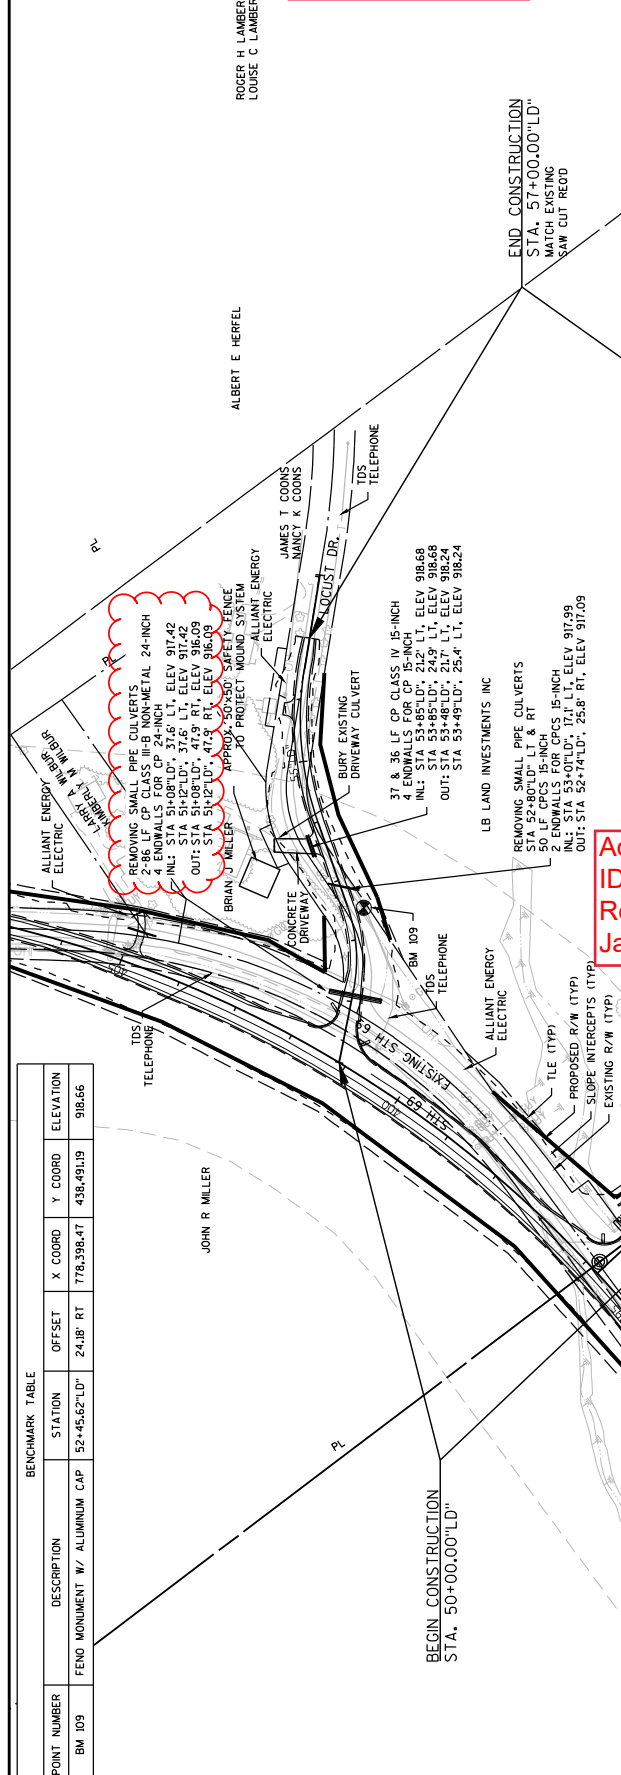 ROGER H LAMBER
LOUISE C LAMBER
END CONSTRUCTION
STA. 57+00.00"LD"
MATCH EXISTING
SAW CUT REQ'D
ALBERT E HERFEL
PL
PL
JAMES T COONS
NANCY K COONS
TDS
TELEPHONE
LOCUST DR.
ALLIANT ENERGY
ELECTRIC
APPROX. 50'x50' SAFETY FENCE
TO PROTECT MOUND SYSTEM
REMOVING SMALL PIPE CULVERTS
2-86 LF CP CLASS III-B NON-METAL 24-INCH
4 ENDWALLS FOR CP 24-INCH
INL: STA 51+08"LD", 37.6' LT, ELEV 917.42
STA 51+12"LD", 37.6' LT, ELEV 917.42
OUT: STA 51+08"LD", 47.9' RT, ELEV 916.09
STA 51+12"LD", 47.9' RT, ELEV 916.09
LARRY WILBUR
KIMBERLY M WILBUR
ALLIANT ENERGY
ELECTRIC
BRIAN J MILLER
BURY EXISTING
DRIVEWAY CULVERT
CONCRETE
DRIVEWAY
37 & 36 LF CP CLASS IV 15-INCH
4 ENDWALLS FOR CP 15-INCH
INL: STA 53+85"LD", 21.2' LT, ELEV 918.68
STA 53+85"LD", 24.9' LT, ELEV 918.68
OUT: STA 53+48"LD", 21.7' LT, ELEV 918.24
STA 53+49"LD", 25.4' LT, ELEV 918.24
LB LAND INVESTMENTS INC
REMOVING SMALL PIPE CULVERTS
STA 52+80"LD" LT & RT
50 LF CPCS 15-INCH
2 ENDWALLS FOR CPCS 15-INCH
INL: STA 53+01"LD", 17.1' LT, ELEV 917.99
OUT: STA 52+74"LD", 25.8' RT, ELEV 917.09
ID
Ja
BM 109
TDS
TELEPHONE
ALLIANT ENERGY
ELECTRIC
TDS
TELEPHONE
405
55
EXISTING STH 69
STH 69
400
TLE (TYP)
PROPOSED R/W (TYP)
SLOPE INTERCEPTS (TYP)
EXISTING R/W (TYP)
JOHN R MILLER
PL
BEGIN CONSTRUCTION
STA. 50+00.00"LD"
BENCHMARK TABLE
POINT NUMBER DESCRIPTION STATION OFFSET X COORD Y COORD ELEVATION
BM 109 FENO MONUMENT W/ ALUMINUM CAP 52+45.62"LD" 24.18' RT 778,398.47 438,491.19 918.66